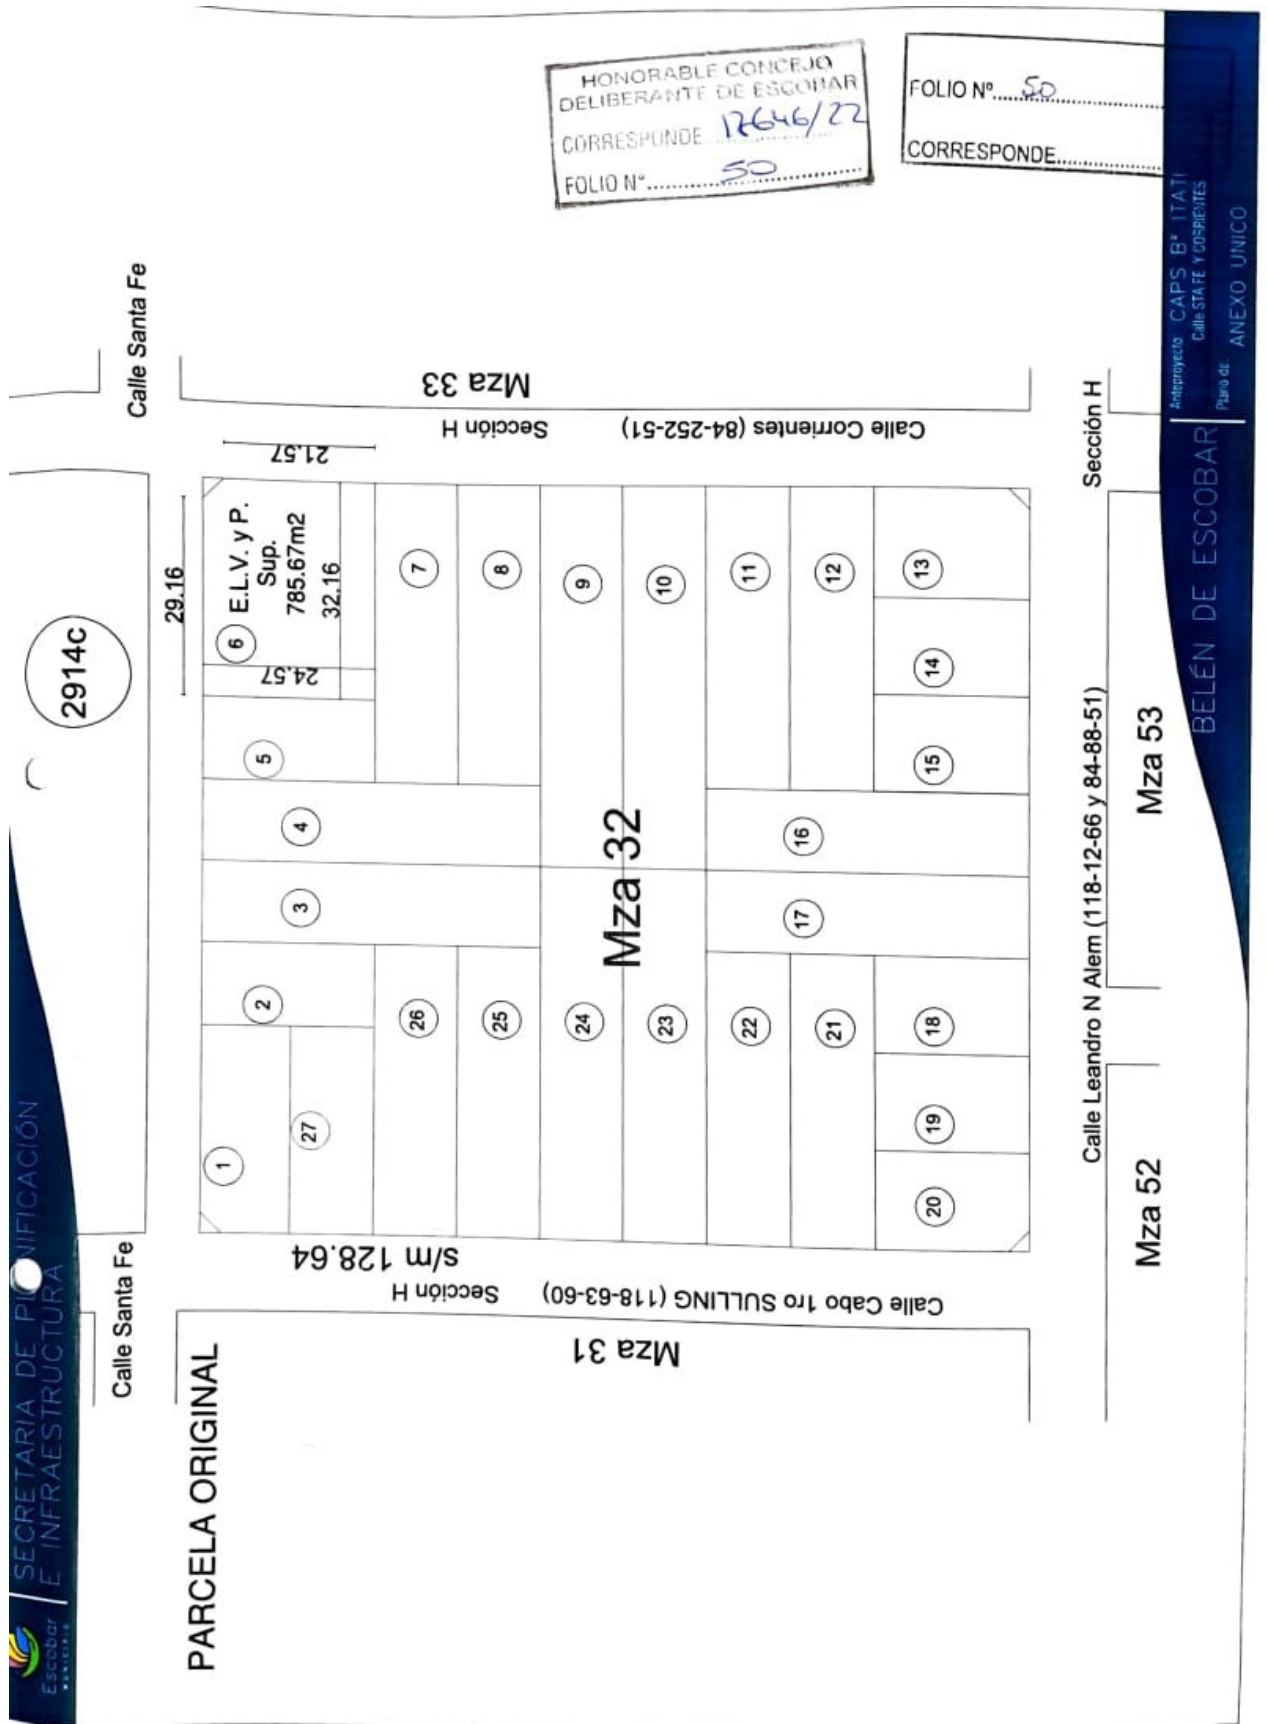 HONORABLE CONCEJO
DELIBERANTE DE ESCOBAR
CORRESPONDE 17646/22
FOLIO Nº 50
FOLIO Nº 50
CORRESPONDE
SECRETARIA DE
E INFRAESTRUCTURA
Escobar
MUNICIPIO
PARCELA ORIGINAL
2914c
Calle Santa Fe
Calle Santa Fe
29.16
21.57
E.L.V. y P.
Sup.
785.67m2
32.16
24.57
1
2
3
4
5
6
7
8
9
10
11
12
13
14
15
16
17
18
19
20
21
22
23
24
25
26
27
Mza 32
s/m 128.64
Sección H
Calle Cabo 1ro SULLING (118-63-60)
Mza 31
Mza 33
Sección H
Calle Corrientes (84-252-51)
Calle Leandro N Alem (118-12-66 y 84-88-51)
Sección H
Mza 52
Mza 53
BELÉN DE ESCOBAR
Anteproyecto: CAPS Bº ITATI
Calle STA FE Y CORRIENTES
Plano de: ANEXO UNICO